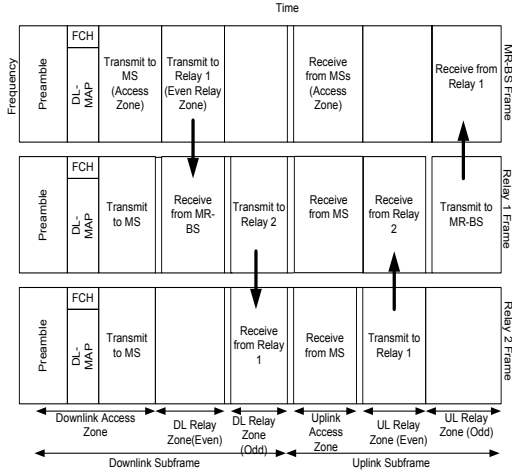 Time
Frequency
Preamble
FCH
DL-
MAP
Transmit to
MS
(Access
Zone)
Transmit to
Relay 1
(Even Relay
Zone)
Receive
from MSs
(Access
Zone)
Receive from
Relay 1
MR-BS Frame
Preamble
FCH
DL-
MAP
Transmit
to MS
Receive
from MR-
BS
Transmit to
Relay 2
Receive
from MS
Receive
from Relay
2
Transmit to
MR-BS
Relay 1
Frame
Preamble
FCH
DL-
MAP
Transmit
to MS
Receive
from Relay
1
Receive
from MS
Transmit to
Relay 1
Relay 2 Frame
Downlink Access
Zone
DL Relay
Zone(Even)
DL Relay
Zone
(Odd)
Uplink
Access
Zone
UL Relay
Zone (Even)
UL Relay
Zone (Odd)
Downlink Subframe
Uplink Subframe